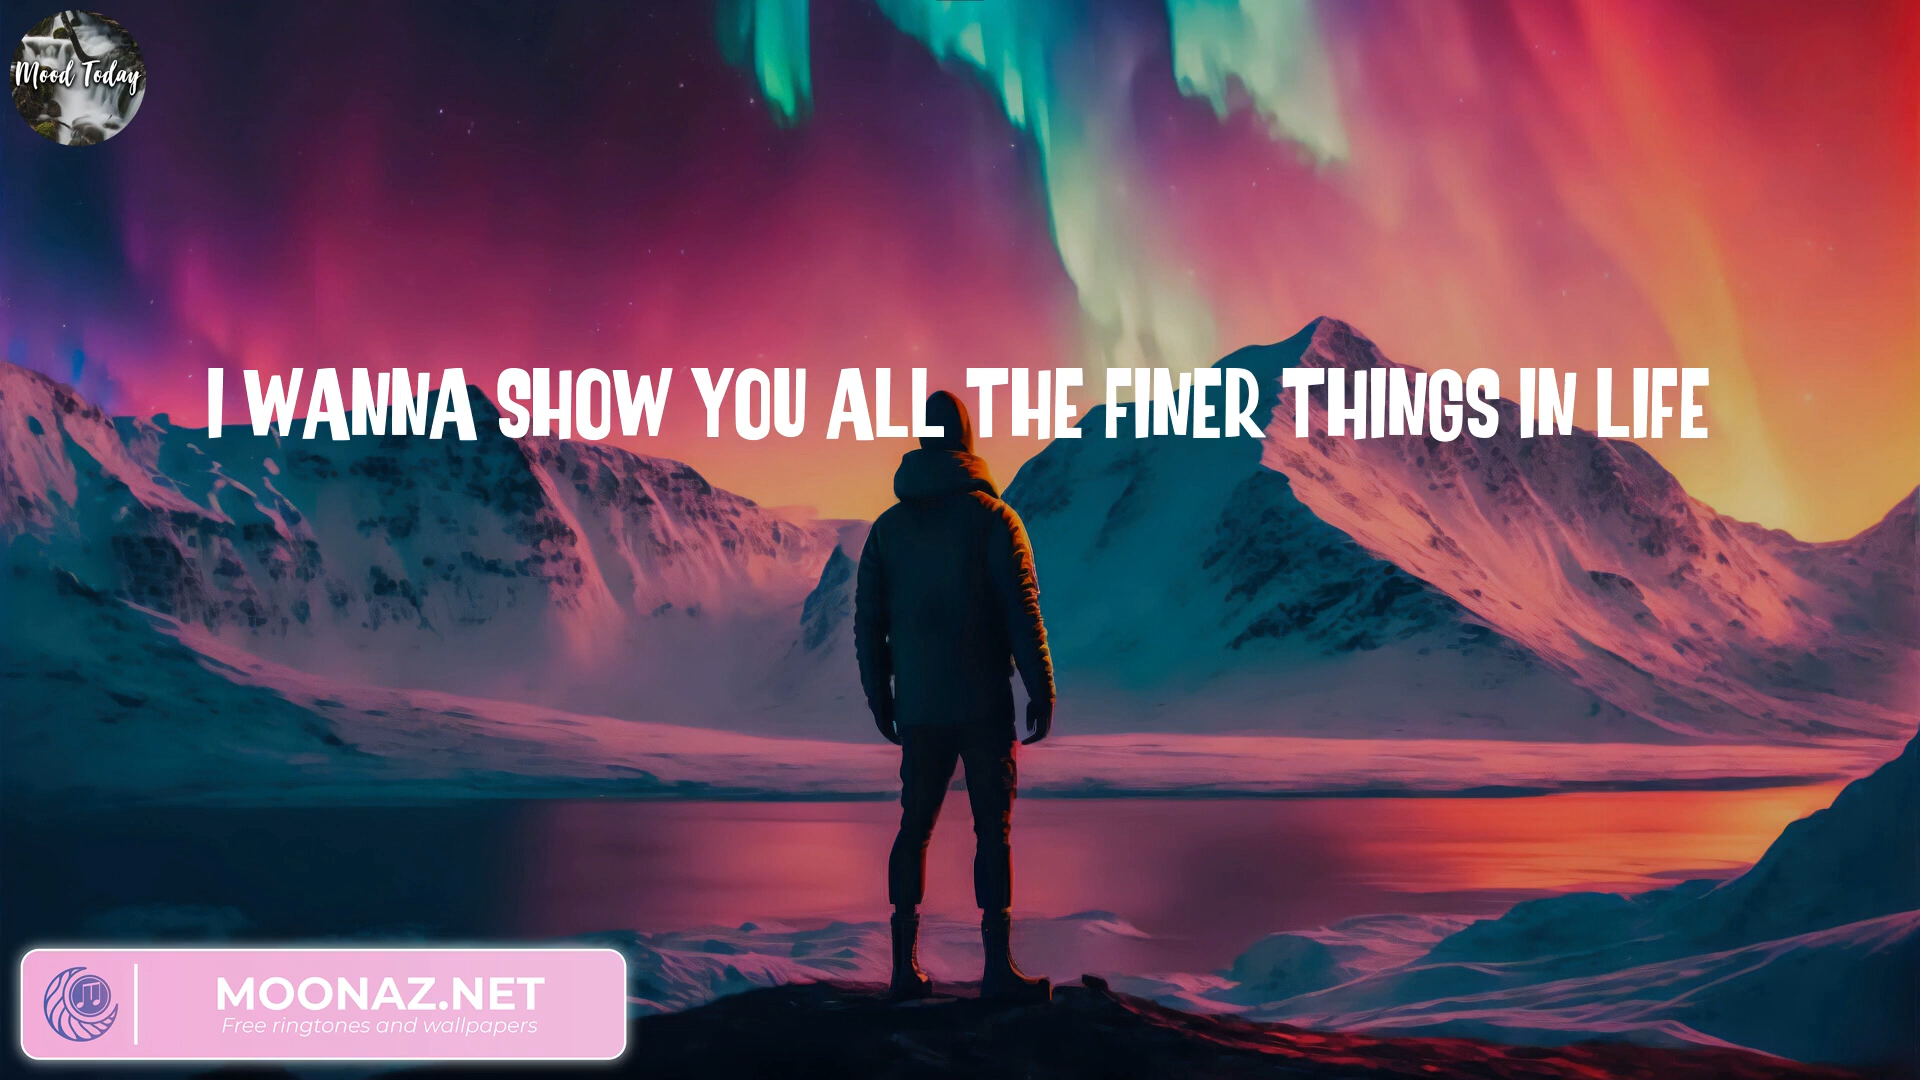 Mood Today
I WANNA SHOW YOU ALL THE FINER THINGS IN LIFE
MOONAZ.NET
Free ringtones and wallpapers